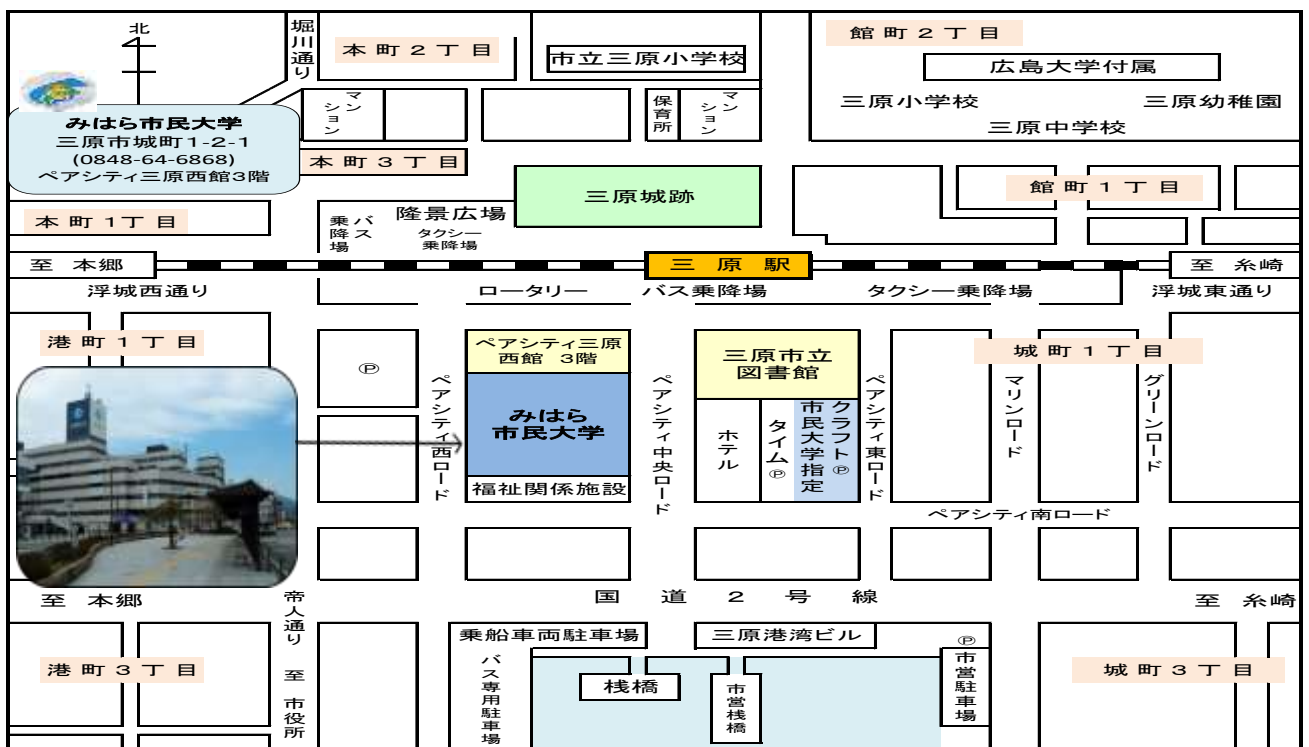 北
堀川通り
本町2丁目
市立三原小学校
館町2丁目
広島大学付属
三原小学校
三原幼稚園
三原中学校
マンション
保育所
マンション
みはら市民大学
三原市城町1-2-1
(0848-64-6868)
ペアシティ三原西館3階
本町3丁目
三原城跡
館町1丁目
本町1丁目
バス
乗降場
隆景広場
タクシー
乗降場
至 本郷
三原駅
至 糸崎
浮城西通り
ロータリー
バス乗降場
タクシー乗降場
浮城東通り
港町1丁目
Ⓟ
ペアシティ西ロード
ペアシティ三原
西館 3階
みはら
市民大学
福祉関係施設
ペアシティ中央ロード
三原市立
図書館
ホテル
タイムⓅ
クラフトⓅ
市民大学指定
ペアシティ東ロード
城町1丁目
マリンロード
グリーンロード
ペアシティ南ロード
至 本郷
帝人通り 至 市役所
国道2号線
至 糸崎
港町3丁目
乗船車両駐車場
バス専用駐車場
三原港湾ビル
桟橋
市営桟橋
Ⓟ市営駐車場
城町3丁目